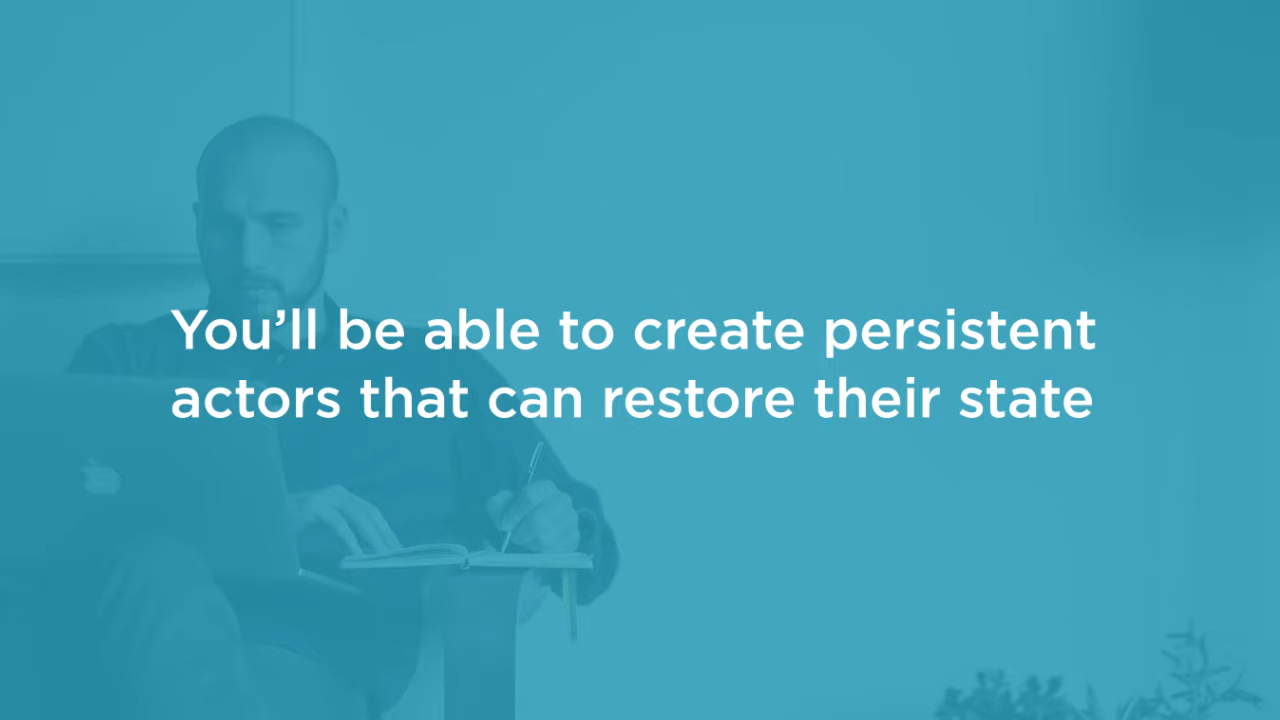 You’ll be able to create persistent
actors that can restore their state